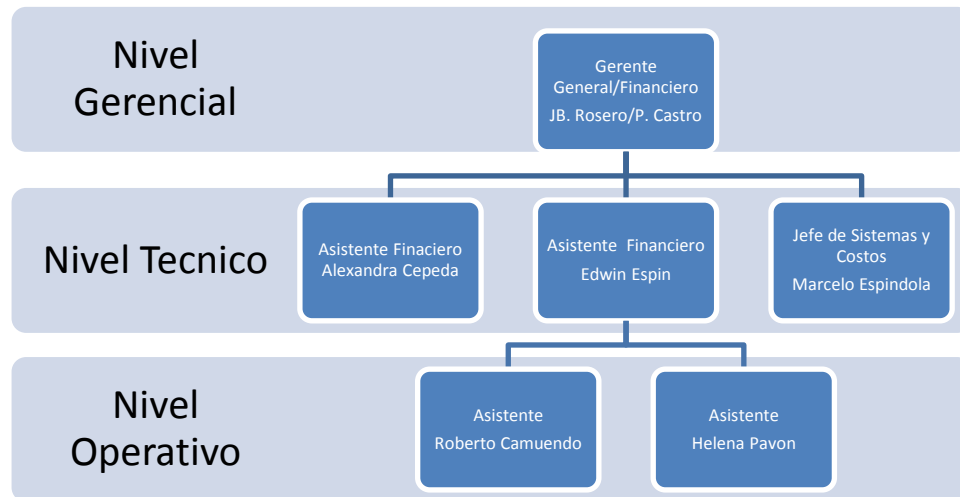 Nivel
Gerencial
Gerente
General/Financiero
JB. Rosero/P. Castro
Nivel Tecnico
Asistente Finaciero
Alexandra Cepeda
Asistente  Financiero
Edwin Espin
Jefe de Sistemas y
Costos
Marcelo Espindola
Nivel
Operativo
Asistente
Roberto Camuendo
Asistente
Helena Pavon